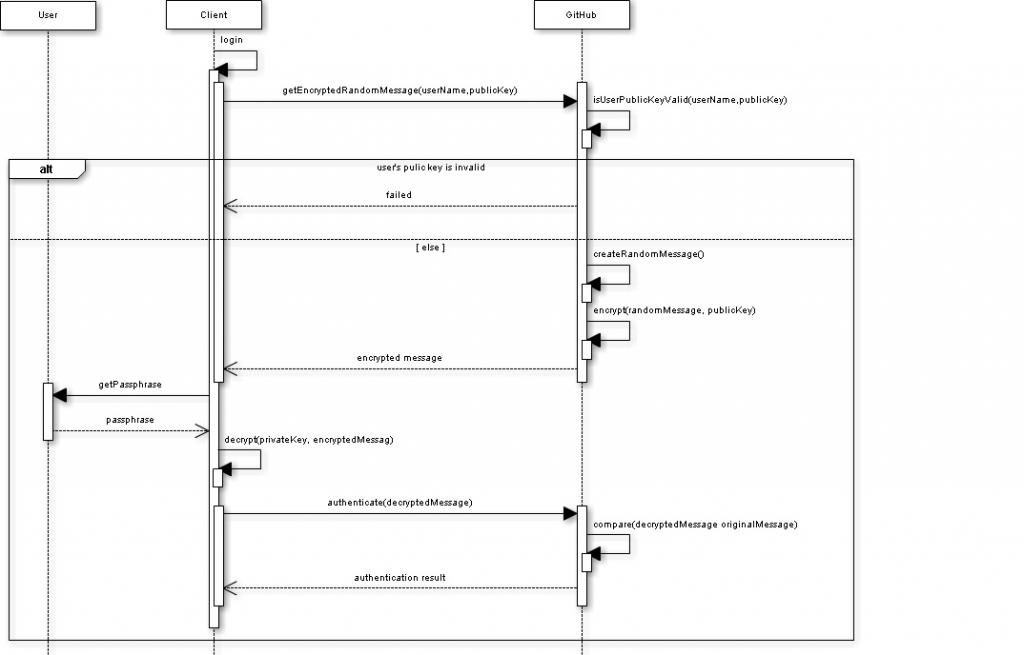 User
Client
GitHub
login
getEncryptedRandomMessage(userName,publicKey)
isUserPublicKeyValid(userName,publicKey)
alt
user's pulic key is invalid
failed
[ else ]
createRandomMessage()
encrypt(randomMessage, publicKey)
encrypted message
getPassphrase
passphrase
decrypt(privateKey, encryptedMessag)
authenticate(decryptedMessage)
compare(decryptedMessage originalMessage)
authentication result